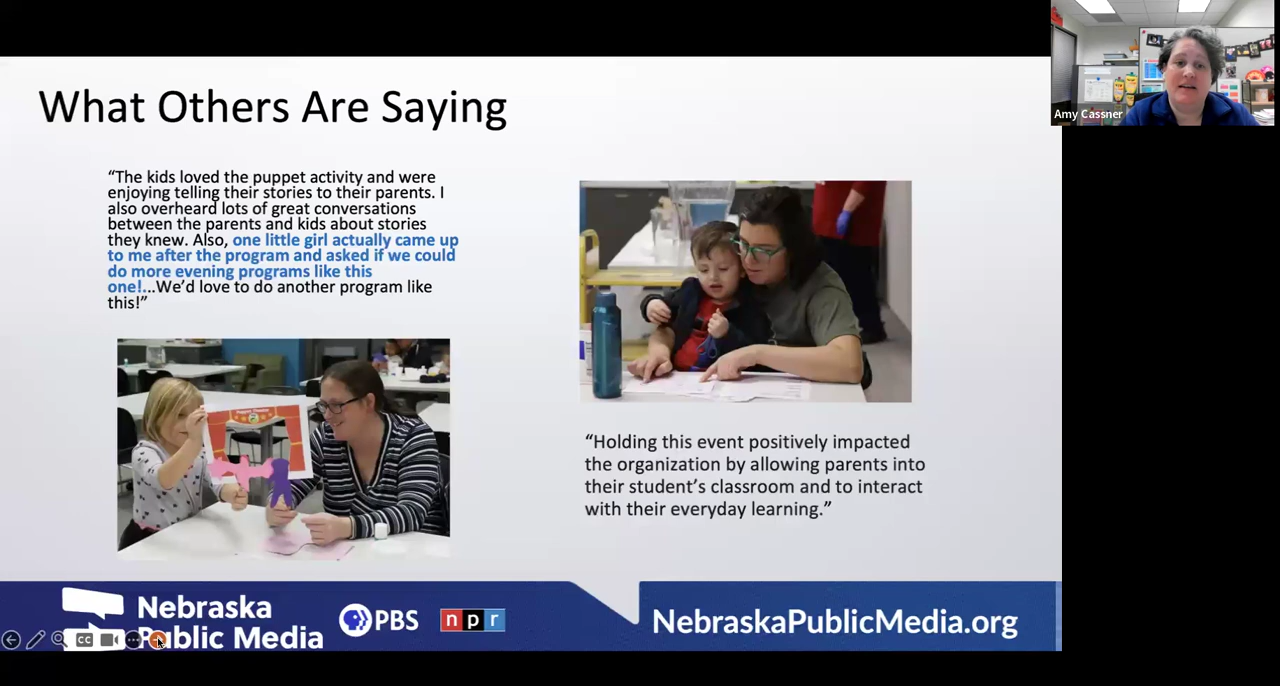 What Others Are Saying
“The kids loved the puppet activity and were
enjoying telling their stories to their parents. I
also overheard lots of great conversations
between the parents and kids about stories
they knew. Also, one little girl actually came up
to me after the program and asked if we could
do more evening programs like this
one!...We’d love to do another program like
this!”
“Holding this event positively impacted
the organization by allowing parents into
their student’s classroom and to interact
with their everyday learning.”
Nebraska
Public Media
PBS
npr
NebraskaPublicMedia.org
CC
Amy Cassner